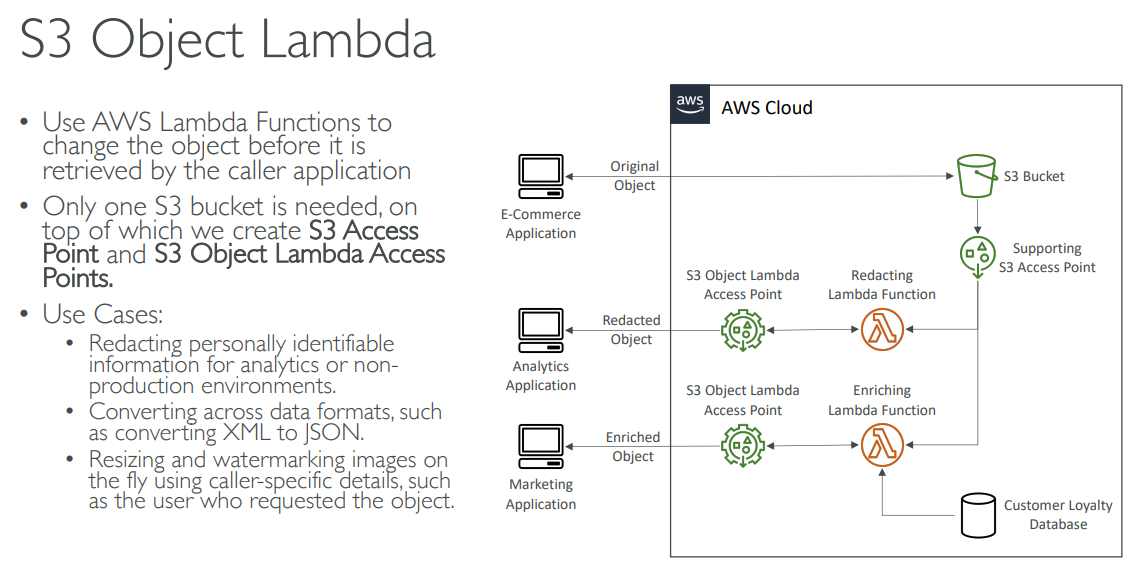 S3 Object Lambda
• Use AWS Lambda Functions to
change the object before it is
retrieved by the caller application
• Only one S3 bucket is needed, on
top of which we create S3 Access
Point and S3 Object Lambda Access
Points.
• Use Cases:
• Redacting personally identifiable
information for analytics or non-
production environments.
• Converting across data formats, such
as converting XML to JSON.
• Resizing and watermarking images on
the fly using caller-specific details, such
as the user who requested the object.
aws
AWS Cloud
E-Commerce
Application
Original
Object
S3 Bucket
Supporting
S3 Access Point
Analytics
Application
Redacted
Object
S3 Object Lambda
Access Point
Redacting
Lambda Function
Marketing
Application
Enriched
Object
S3 Object Lambda
Access Point
Enriching
Lambda Function
Customer Loyalty
Database